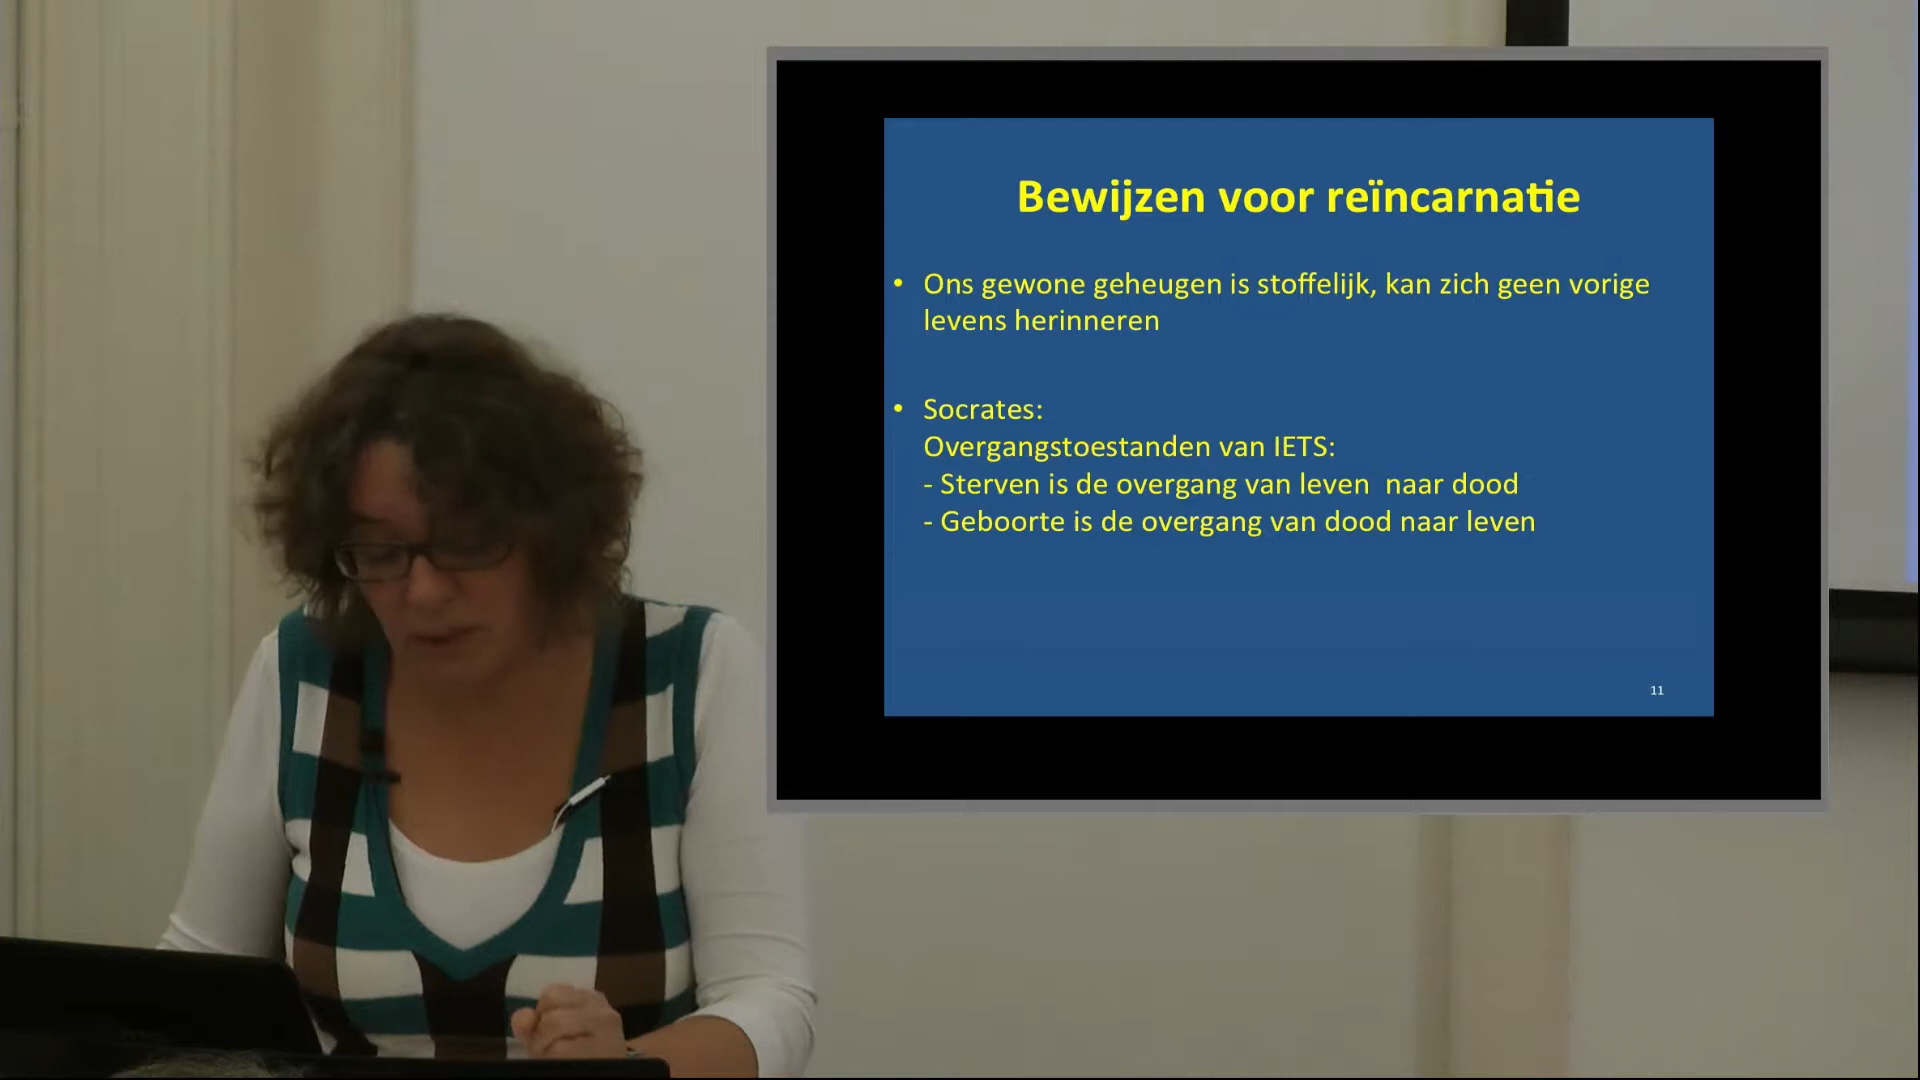 Bewijzen voor reïncarnatie
• Ons gewone geheugen is stoffelijk, kan zich geen vorige
levens herinneren
• Socrates:
Overgangstoestanden van IETS:
- Sterven is de overgang van leven  naar dood
- Geboorte is de overgang van dood naar leven
11